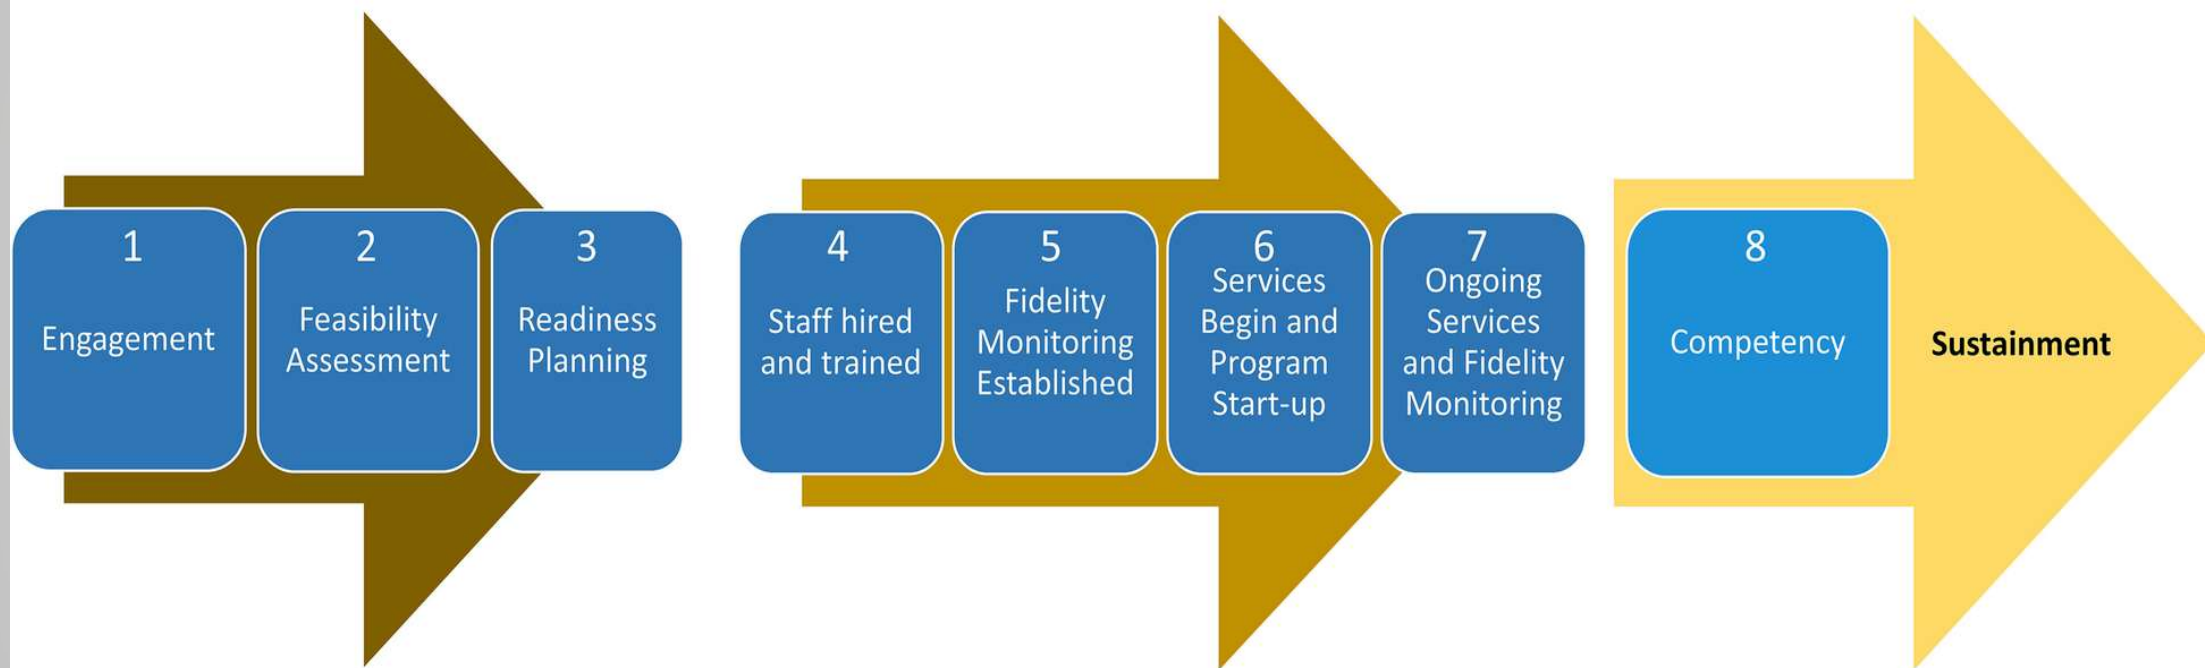 1
Engagement
2
Feasibility
Assessment
3
Readiness
Planning
4
Staff hired
and trained
5
Fidelity
Monitoring
Established
6
Services
Begin and
Program
Start-up
7
Ongoing
Services
and Fidelity
Monitoring
8
Competency
Sustainment